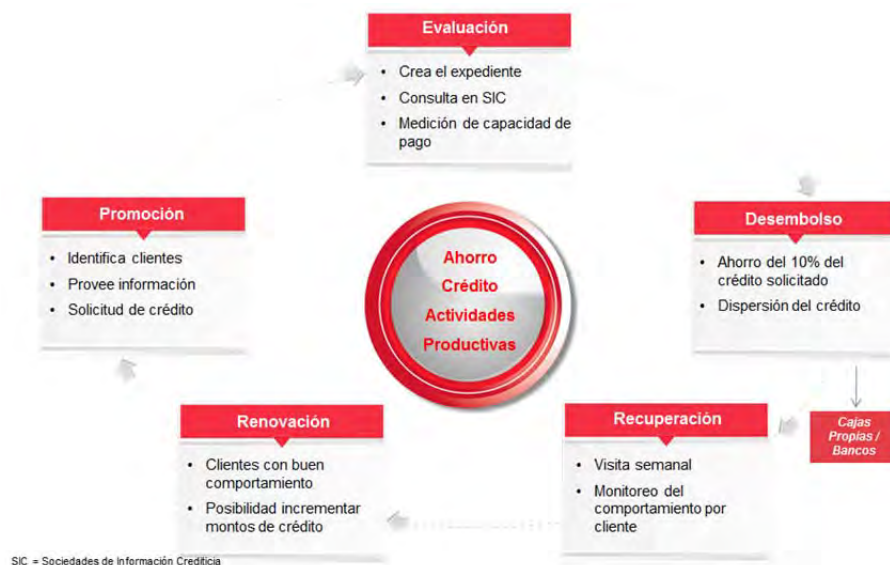 Evaluación
• Crea el expediente
• Consulta en SIC
• Medición de capacidad de
pago
Promoción
• Identifica clientes
• Provee información
• Solicitud de crédito
Ahorro
Crédito
Actividades
Productivas
Desembolso
• Ahorro del 10% del
crédito solicitado
• Dispersión del crédito
Renovación
• Clientes con buen
comportamiento
• Posibilidad incrementar
montos de crédito
Recuperación
• Visita semanal
• Monitoreo del
comportamiento por
cliente
Cajas
Propias /
Bancos
SIC = Sociedades de Información Crediticia